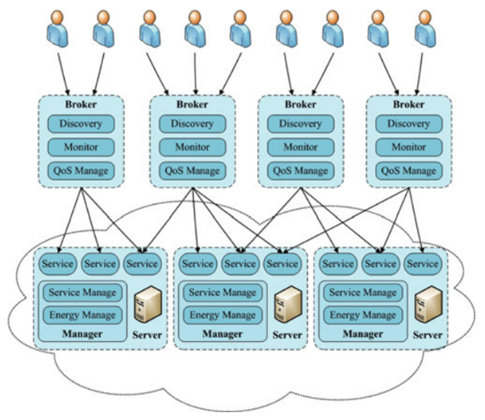 Broker Broker Broker Broker
Discovery Discovery Discovery Discovery
Monitor Monitor Monitor Monitor
QoS Manage QoS Manage QoS Manage QoS Manage
Service Service Service Service Service Service Service Service Service
Service Manage Service Manage Service Manage
Energy Manage Energy Manage Energy Manage
Manager Server Manager Server Manager Server